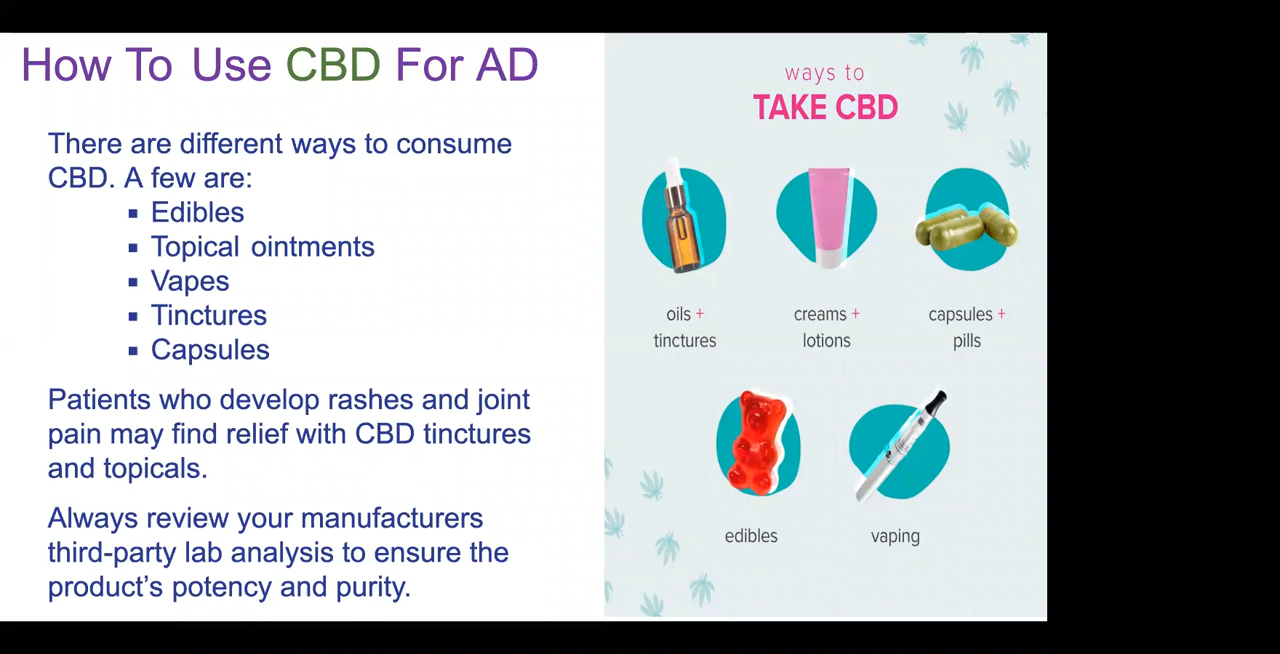 How To Use CBD For AD
There are different ways to consume
CBD. A few are:
▪ Edibles
▪ Topical ointments
▪ Vapes
▪ Tinctures
▪ Capsules
Patients who develop rashes and joint
pain may find relief with CBD tinctures
and topicals.
Always review your manufacturers
third-party lab analysis to ensure the
product's potency and purity.
ways to
TAKE CBD
oils +
tinctures
creams +
lotions
capsules +
pills
edibles
vaping